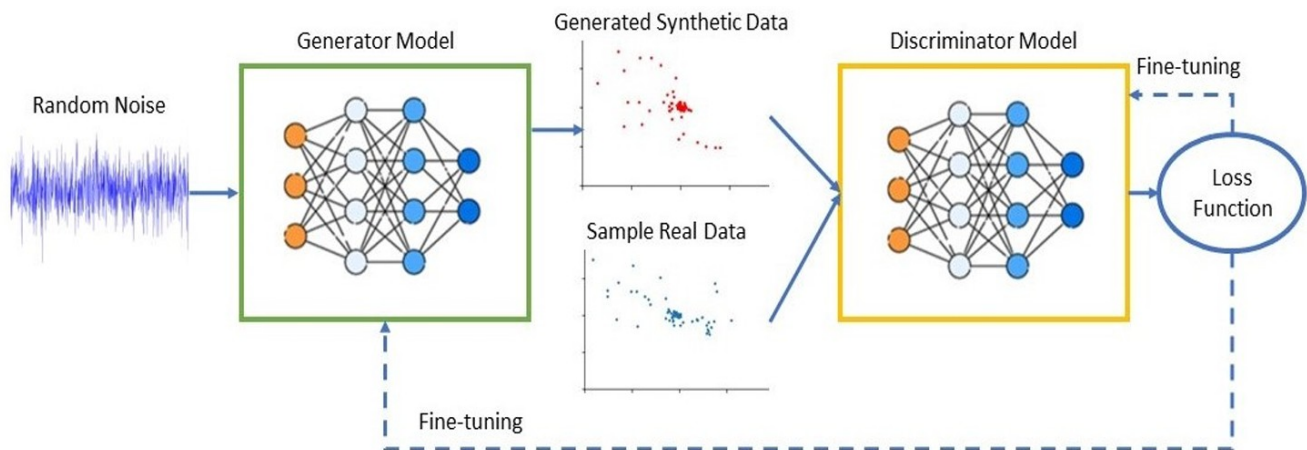 Generated Synthetic Data
Generator Model
Discriminator Model
Fine-tuning
Random Noise
Loss
Function
Sample Real Data
Fine-tuning